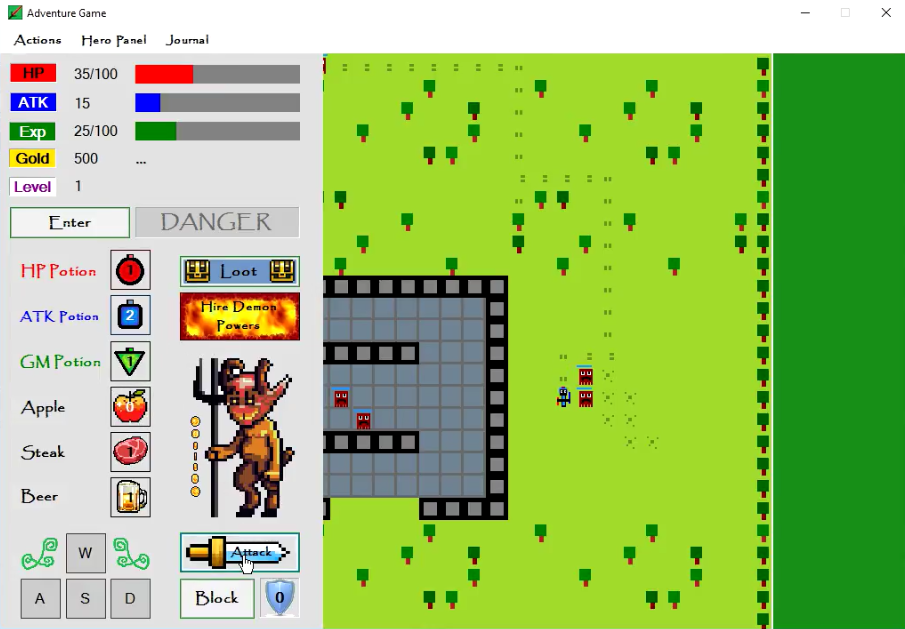 Adventure Game
Actions Hero Panel Journal
HP 35/100
ATK 15
Exp 25/100
Gold 500 ...
Level 1
Enter DANGER
HP Potion 1
Loot
ATK Potion 2
Hire Demon
Powers
GM Potion 1
Apple 0
Steak 1
Beer 1
W
Attack
A S D
Block 0